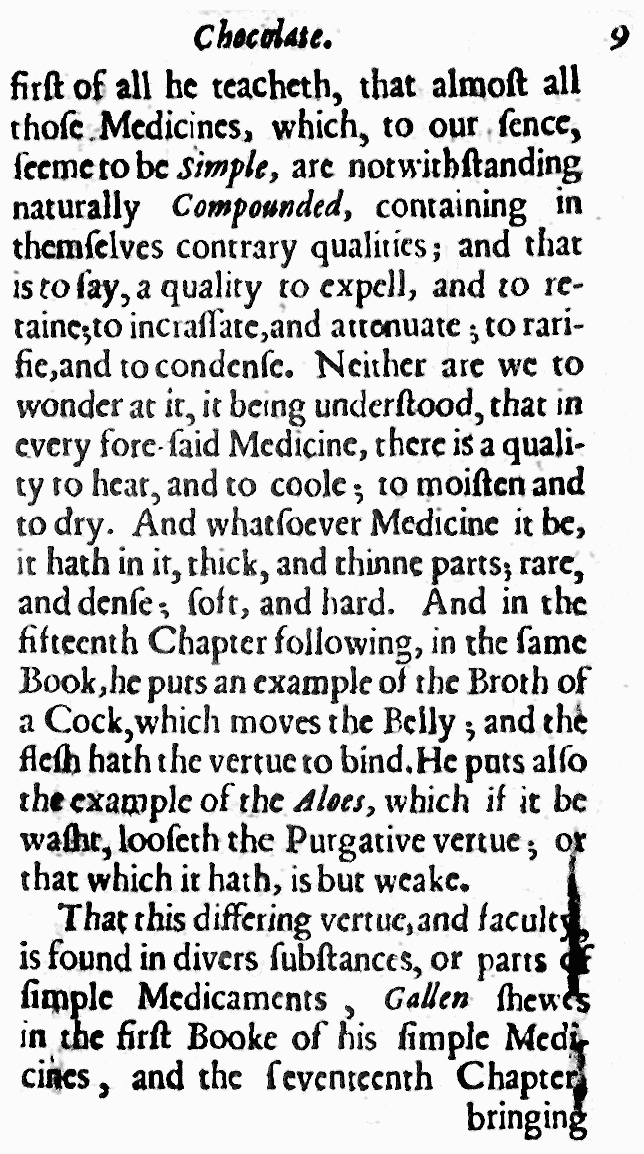 Chocolate. 9
firſt of all he teacheth, that almoſt all
thoſe Medicines, which, to our ſence,
ſeeme to be Simple, are notwithſtanding
naturally Compounded, containing in
themſelves contrary qualities; and that
is to ſay, a quality to expell, and to re-
taine; to incraſſate, and attenuate; to rari-
fie, and to condenſe. Neither are we to
wonder at it, it being underſtood, that in
every fore-ſaid Medicine, there is a quali-
ty to heat, and to coole; to moiſten and
to dry. And whatſoever Medicine it be,
it hath in it, thick, and thinne parts; rare,
and denſe; ſoft, and hard. And in the
fifteenth Chapter following, in the ſame
Book, he puts an example of the Broth of
a Cock, which moves the Belly; and the
fleſh hath the vertue to bind. He puts alſo
the example of the Aloes, which if it be
waſht, looſeth the Purgative vertue; or
that which it hath, is but weake.
That this differing vertue, and faculty,
is found in divers ſubſtances, or parts of
ſimple Medicaments, Gallen ſhewes
in the firſt Booke of his ſimple Medi-
cines, and the ſeventeenth Chapter,
bringing